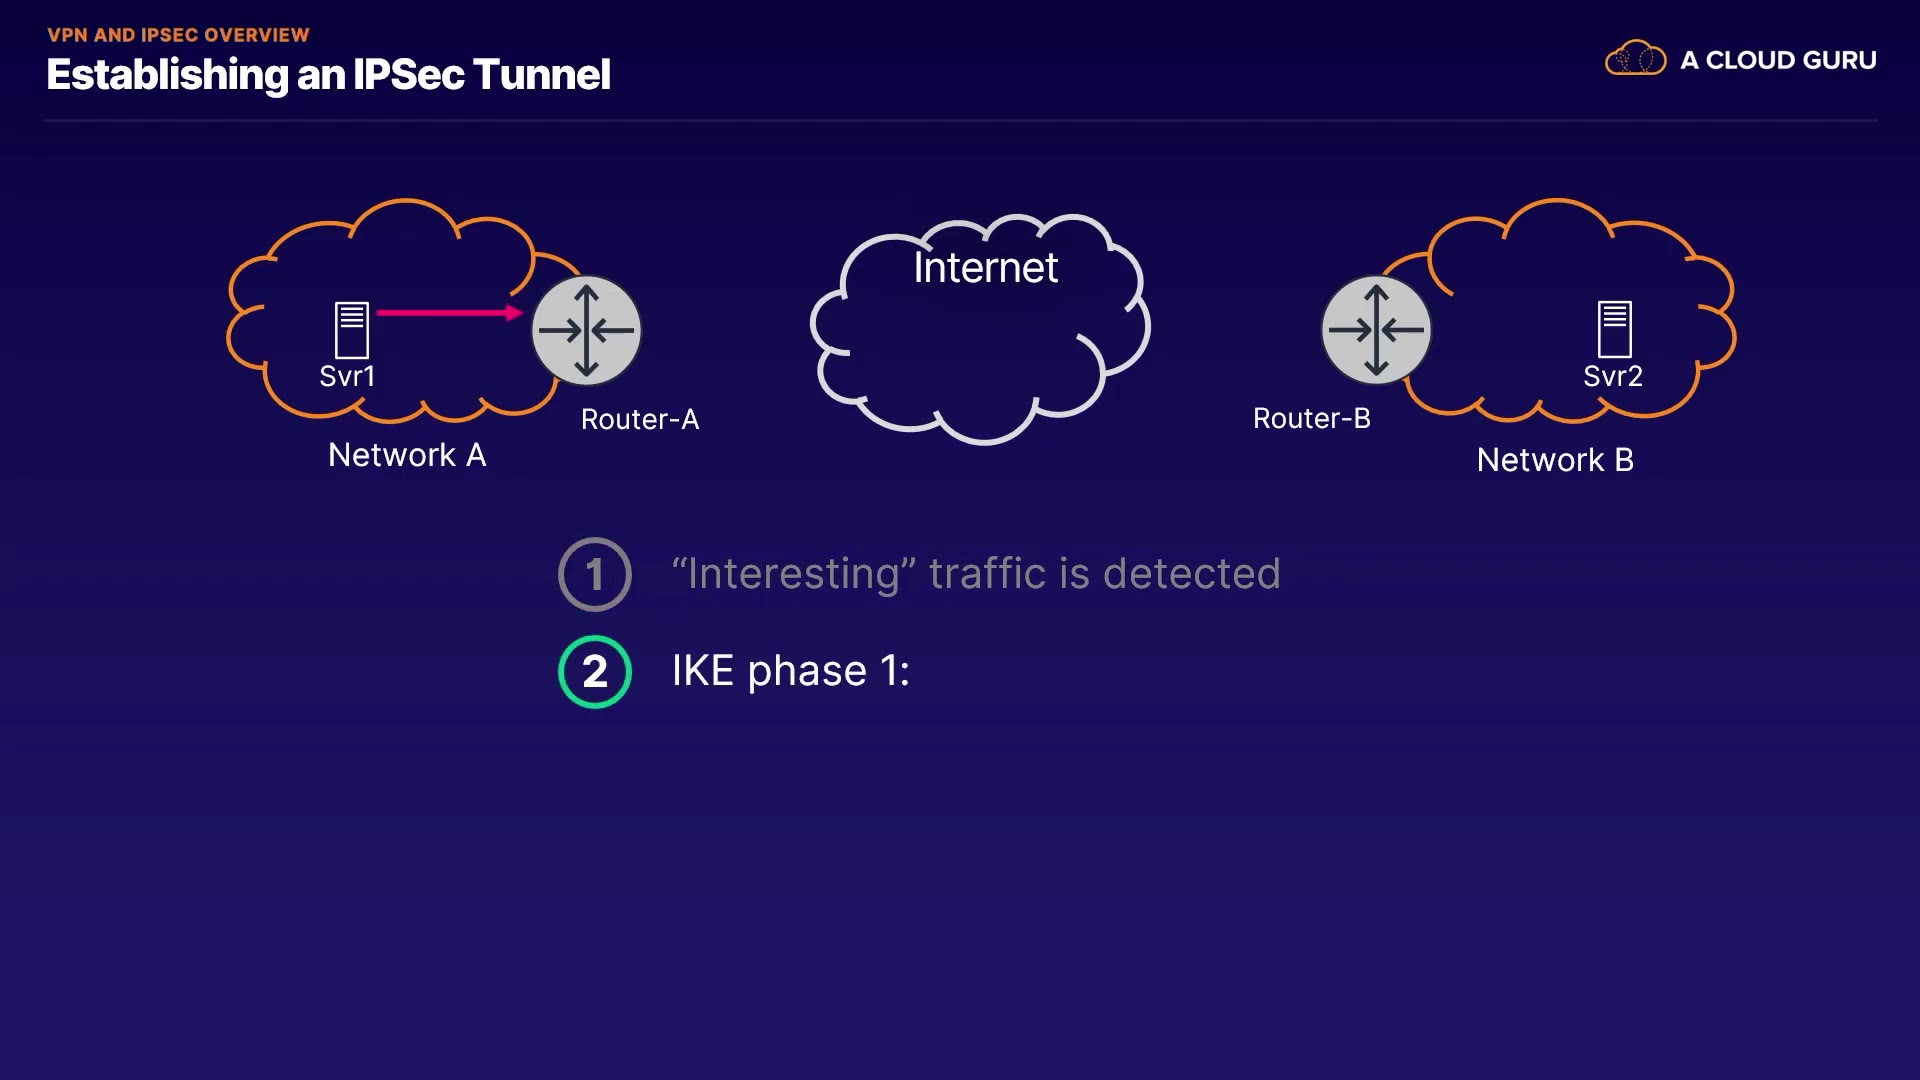 VPN AND IPSEC OVERVIEW
Establishing an IPSec Tunnel
A CLOUD GURU
Internet
Svr1
Svr2
Router-A
Router-B
Network A
Network B
1 “Interesting” traffic is detected
2 IKE phase 1: